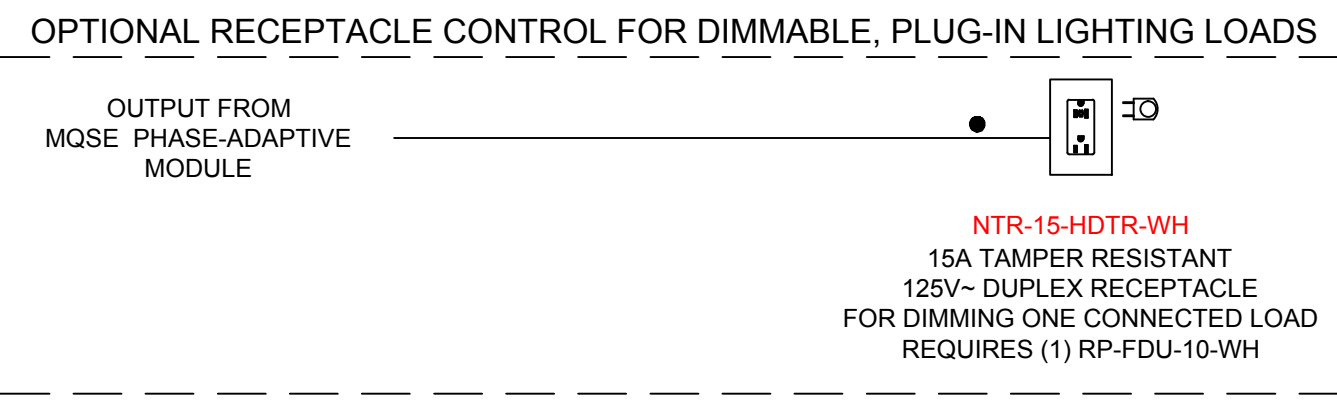 OPTIONAL RECEPTACLE CONTROL FOR DIMMABLE, PLUG-IN LIGHTING LOADS
OUTPUT FROM
MQSE PHASE-ADAPTIVE
MODULE
NTR-15-HDTR-WH
15A TAMPER RESISTANT
125V~ DUPLEX RECEPTACLE
FOR DIMMING ONE CONNECTED LOAD
REQUIRES (1) RP-FDU-10-WH